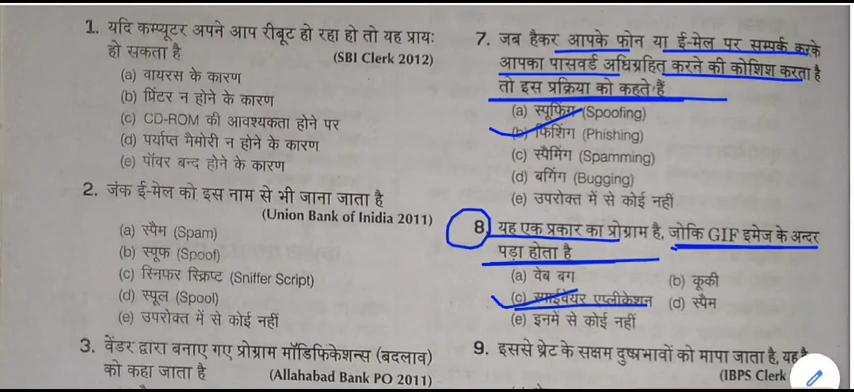 1. यदि कम्प्यूटर अपने आप रीबूट हो रहा हो तो यह प्रायः
हो सकता है (SBI Clerk 2012)
(a) वायरस के कारण
(b) प्रिंटर न होने के कारण
(c) CD-ROM की आवश्यकता होने पर
(d) पर्याप्त मैमोरी न होने के कारण
(e) पॉवर बन्द होने के कारण
2. जंक ई-मेल को इस नाम से भी जाना जाता है
(Union Bank of Inidia 2011)
(a) स्पैम (Spam)
(b) स्पूफ (Spoof)
(c) स्निफर स्क्रिप्ट (Sniffer Script)
(d) स्पूल (Spool)
(e) उपरोक्त में से कोई नहीं
3. वेंडर द्वारा बनाए गए प्रोग्राम मॉडिफिकेशन्स (बदलाव)
को कहा जाता है (Allahabad Bank PO 2011)
7. जब हैकर आपके फोन या ई-मेल पर सम्पर्क करके
आपका पासवर्ड अधिग्रहित करने की कोशिश करता है
तो इस प्रक्रिया को कहते हैं
(a) स्पूफिंग (Spoofing)
(b) फिशिंग (Phishing)
(c) स्पैमिंग (Spamming)
(d) बगिंग (Bugging)
(e) उपरोक्त में से कोई नहीं
8. यह एक प्रकार का प्रोग्राम है, जोकि GIF इमेज के अन्दर
पड़ा होता है
(a) वेब बग (b) कूकी
(c) स्पाईवेयर एप्लीकेशन (d) स्पैम
(e) इनमें से कोई नहीं
9. इससे थ्रेट के सक्षम दुष्प्रभावों को मापा जाता है, यह है
(IBPS Clerk